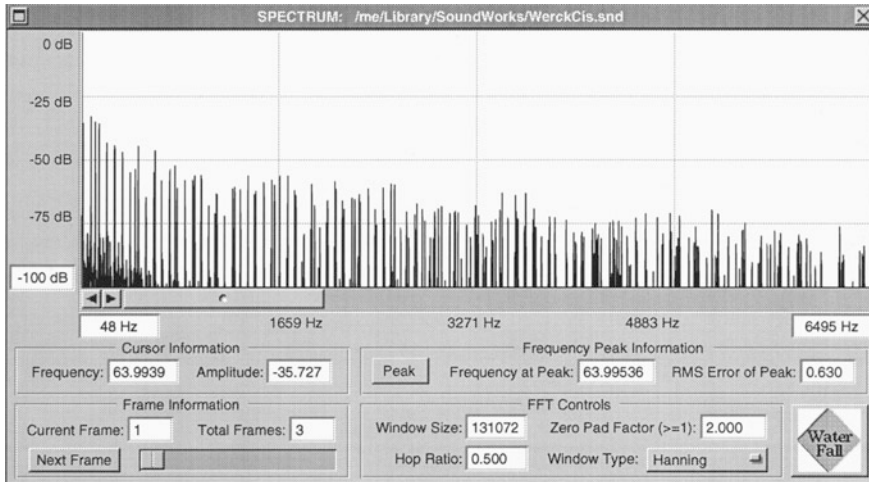 SPECTRUM: /me/Library/SoundWorks/WerckCis.snd
0 dB
-25 dB
-50 dB
-75 dB
-100 dB
48 Hz 1659 Hz 3271 Hz 4883 Hz 6495 Hz
Cursor Information
Frequency: 63.9939 Amplitude: -35.727
Frequency Peak Information
Peak Frequency at Peak: 63.99536 RMS Error of Peak: 0.630
Frame Information
Current Frame: 1 Total Frames: 3
Next Frame
FFT Controls
Window Size: 131072 Zero Pad Factor (>=1): 2.000
Hop Ratio: 0.500 Window Type: Hanning
Water
Fall